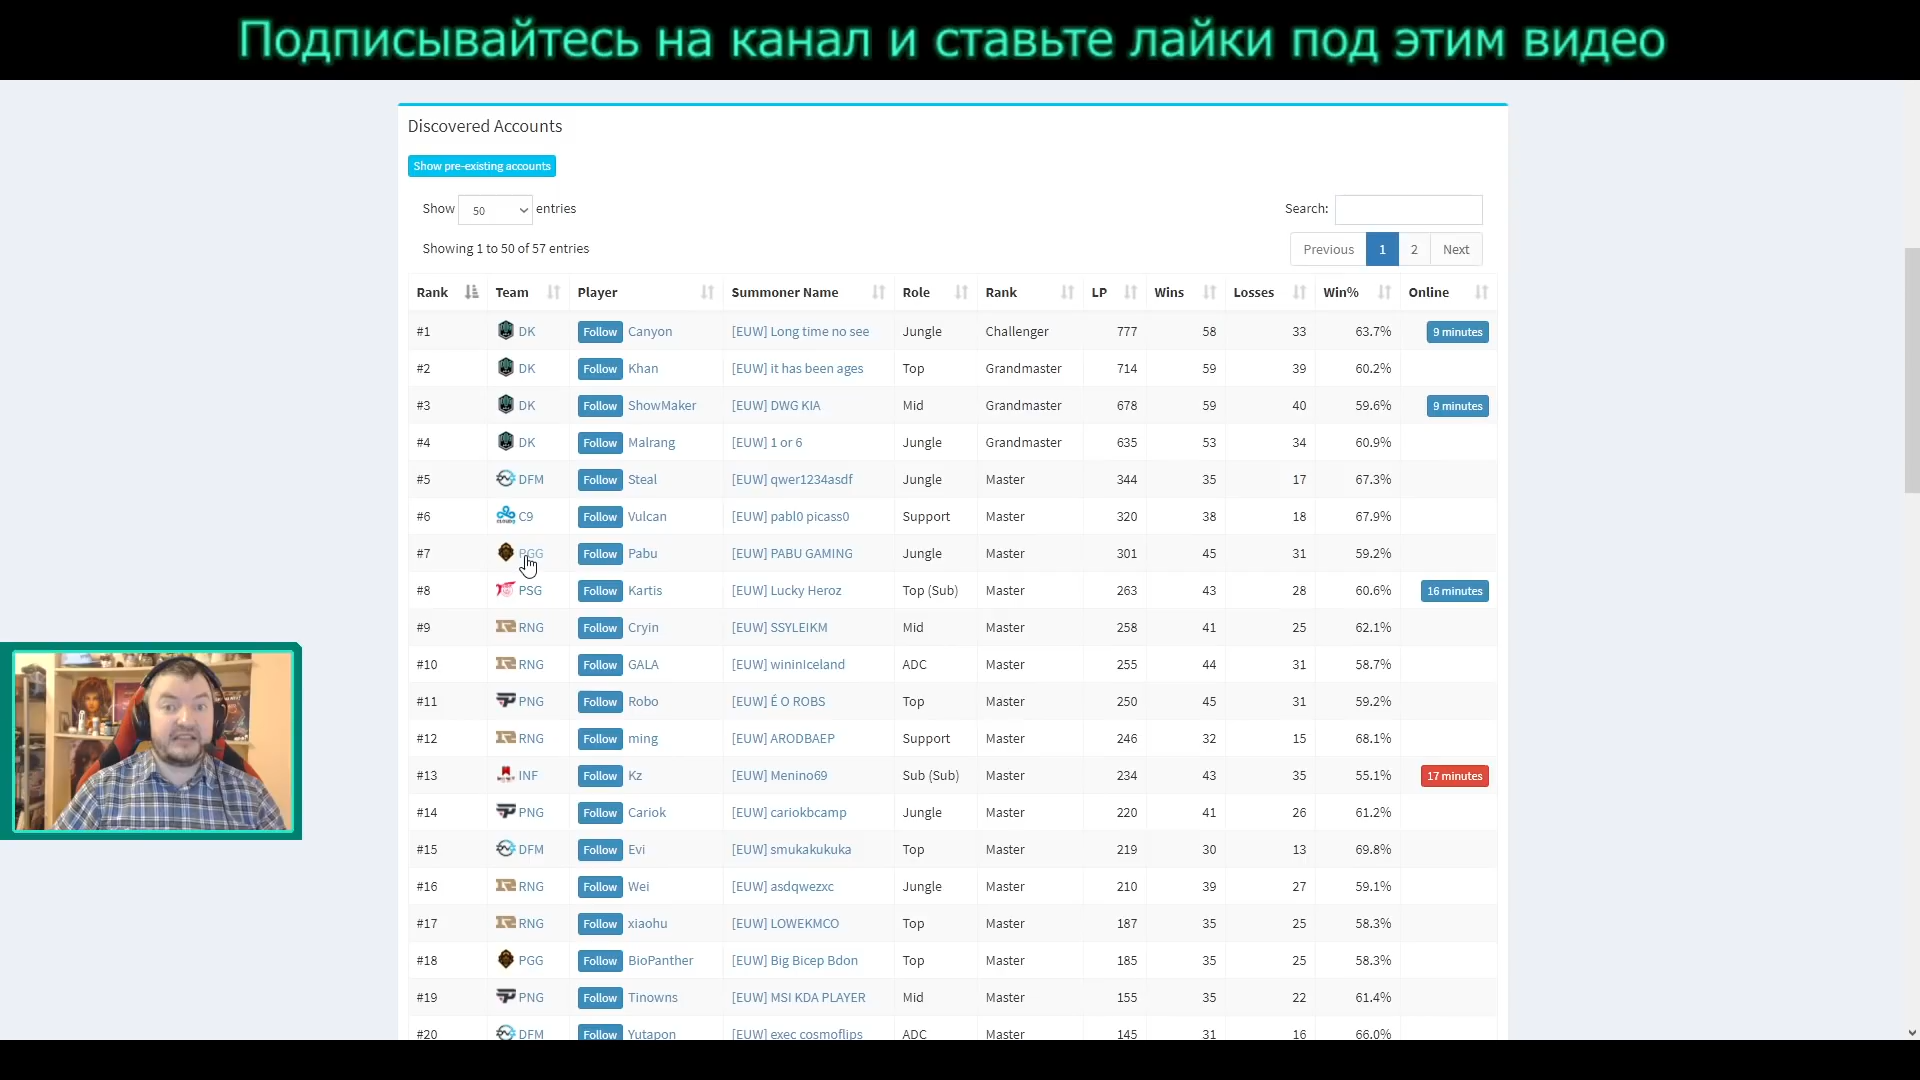 Подписывайтесь на канал и ставьте лайки под этим видео
Discovered Accounts
Show pre-existing accounts
Show 50 entries Search:
Showing 1 to 50 of 57 entries Previous 1 2 Next
Rank Team Player Summoner Name Role Rank LP Wins Losses Win% Online
#1 DK Follow Canyon [EUW] Long time no see Jungle Challenger 777 58 33 63.7% 9 minutes
#2 DK Follow Khan [EUW] it has been ages Top Grandmaster 714 59 39 60.2%
#3 DK Follow ShowMaker [EUW] DWG KIA Mid Grandmaster 678 59 40 59.6% 9 minutes
#4 DK Follow Malrang [EUW] 1 or 6 Jungle Grandmaster 635 53 34 60.9%
#5 DFM Follow Steal [EUW] qwer1234asdf Jungle Master 344 35 17 67.3%
#6 C9 Follow Vulcan [EUW] pabl0 picass0 Support Master 320 38 18 67.9%
#7 PGG Follow Pabu [EUW] PABU GAMING Jungle Master 301 45 31 59.2%
#8 PSG Follow Kartis [EUW] Lucky Heroz Top (Sub) Master 263 43 28 60.6% 16 minutes
#9 RNG Follow Cryin [EUW] SSYLEIKM Mid Master 258 41 25 62.1%
#10 RNG Follow GALA [EUW] wininIceland ADC Master 255 44 31 58.7%
#11 PNG Follow Robo [EUW] É O ROBS Top Master 250 45 31 59.2%
#12 RNG Follow ming [EUW] ARODBAEP Support Master 246 32 15 68.1%
#13 INF Follow Kz [EUW] Menino69 Sub (Sub) Master 234 43 35 55.1% 17 minutes
#14 PNG Follow Cariok [EUW] cariokbcamp Jungle Master 220 41 26 61.2%
#15 DFM Follow Evi [EUW] smukakukuka Top Master 219 30 13 69.8%
#16 RNG Follow Wei [EUW] asdqwezxc Jungle Master 210 39 27 59.1%
#17 RNG Follow xiaohu [EUW] LOWEKMCO Top Master 187 35 25 58.3%
#18 PGG Follow BioPanther [EUW] Big Bicep Bdon Top Master 185 35 25 58.3%
#19 PNG Follow Tinowns [EUW] MSI KDA PLAYER Mid Master 155 35 22 61.4%
#20 DFM Follow Yutapon [EUW] exec cosmoflips ADC Master 145 31 16 66.0%